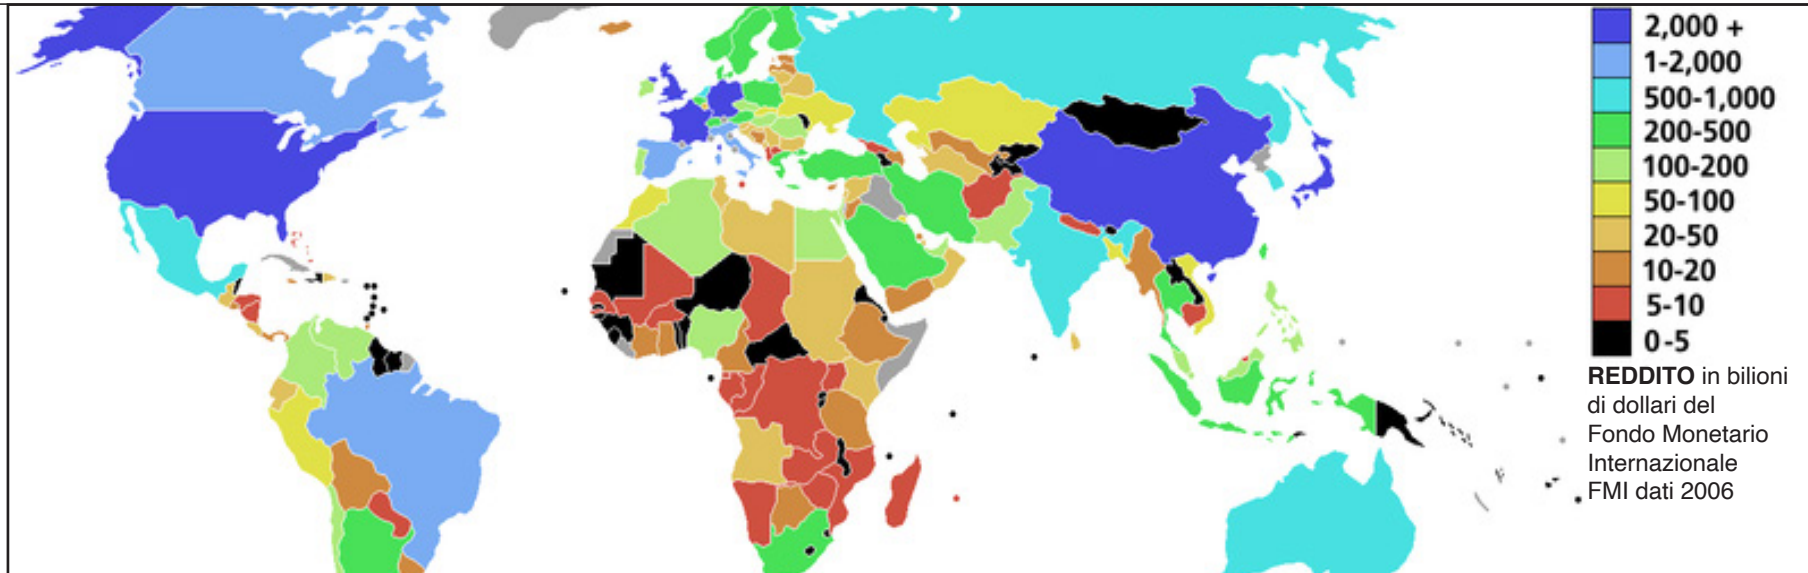 2,000 +
1-2,000
500-1,000
200-500
100-200
50-100
20-50
10-20
5-10
0-5
REDDITO in bilioni
di dollari del
Fondo Monetario
Internazionale
FMI dati 2006